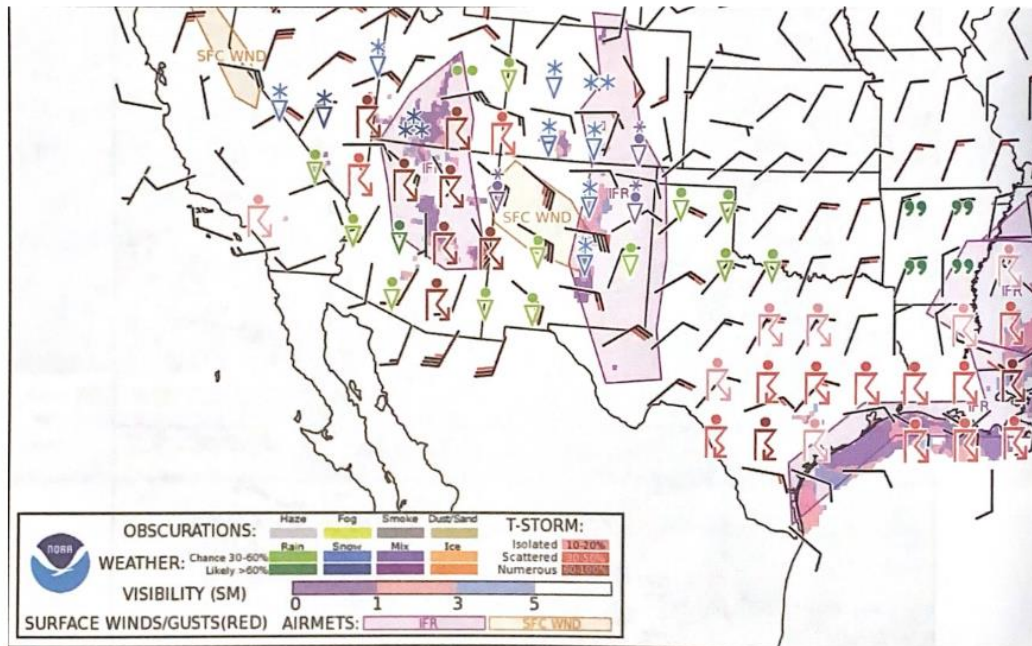 SFC WND
IFR
IFR
SFC WND
IFR
IFR
NOAA
OBSCURATIONS:
Haze
Fog
Smoke
Dust/Sand
T-STORM:
WEATHER:
Chance 30-60%
Likely >60%
Rain
Snow
Mix
Ice
Isolated 10-20%
Scattered
Numerous
VISIBILITY (SM)
0 1 3 5
SURFACE WINDS/GUSTS(RED)
AIRMETS:
IFR
SFC WND